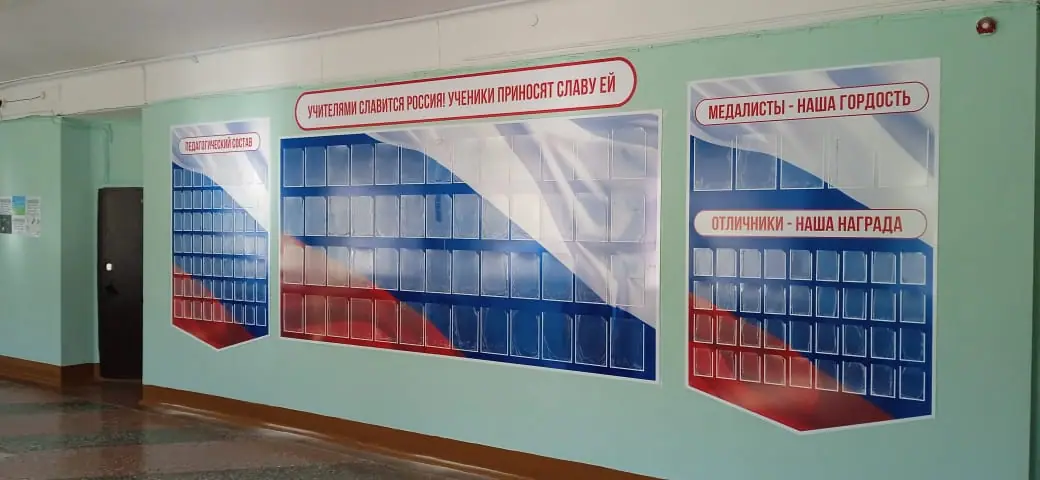 УЧИТЕЛЯМИ СЛАВИТСЯ РОССИЯ! УЧЕНИКИ ПРИНОСЯТ СЛАВУ ЕЙ
ПЕДАГОГИЧЕСКИЙ СОСТАВ
МЕДАЛИСТЫ - НАША ГОРДОСТЬ
ОТЛИЧНИКИ - НАША НАГРАДА